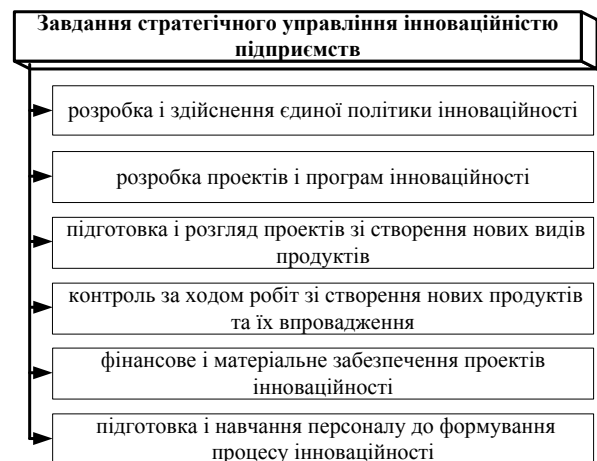 Завдання стратегічного управління інноваційністю
підприємств
розробка і здійснення єдиної політики інноваційності
розробка проектів і програм інноваційності
підготовка і розгляд проектів зі створення нових видів
продуктів
контроль за ходом робіт зі створення нових продуктів
та їх впровадження
фінансове і матеріальне забезпечення проектів
інноваційності
підготовка і навчання персоналу до формування
процесу інноваційності